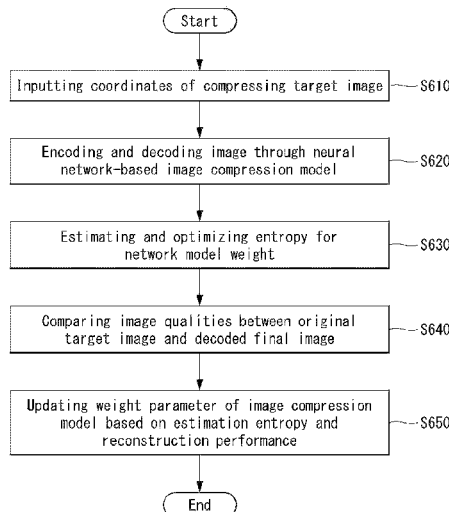 Start
Inputting coordinates of compressing target image
S610
Encoding and decoding image through neural
network-based image compression model
S620
Estimating and optimizing entropy for
network model weight
S630
Comparing image qualities between original
target image and decoded final image
S640
Updating weight parameter of image compression
model based on estimation entropy and
reconstruction performance
S650
End